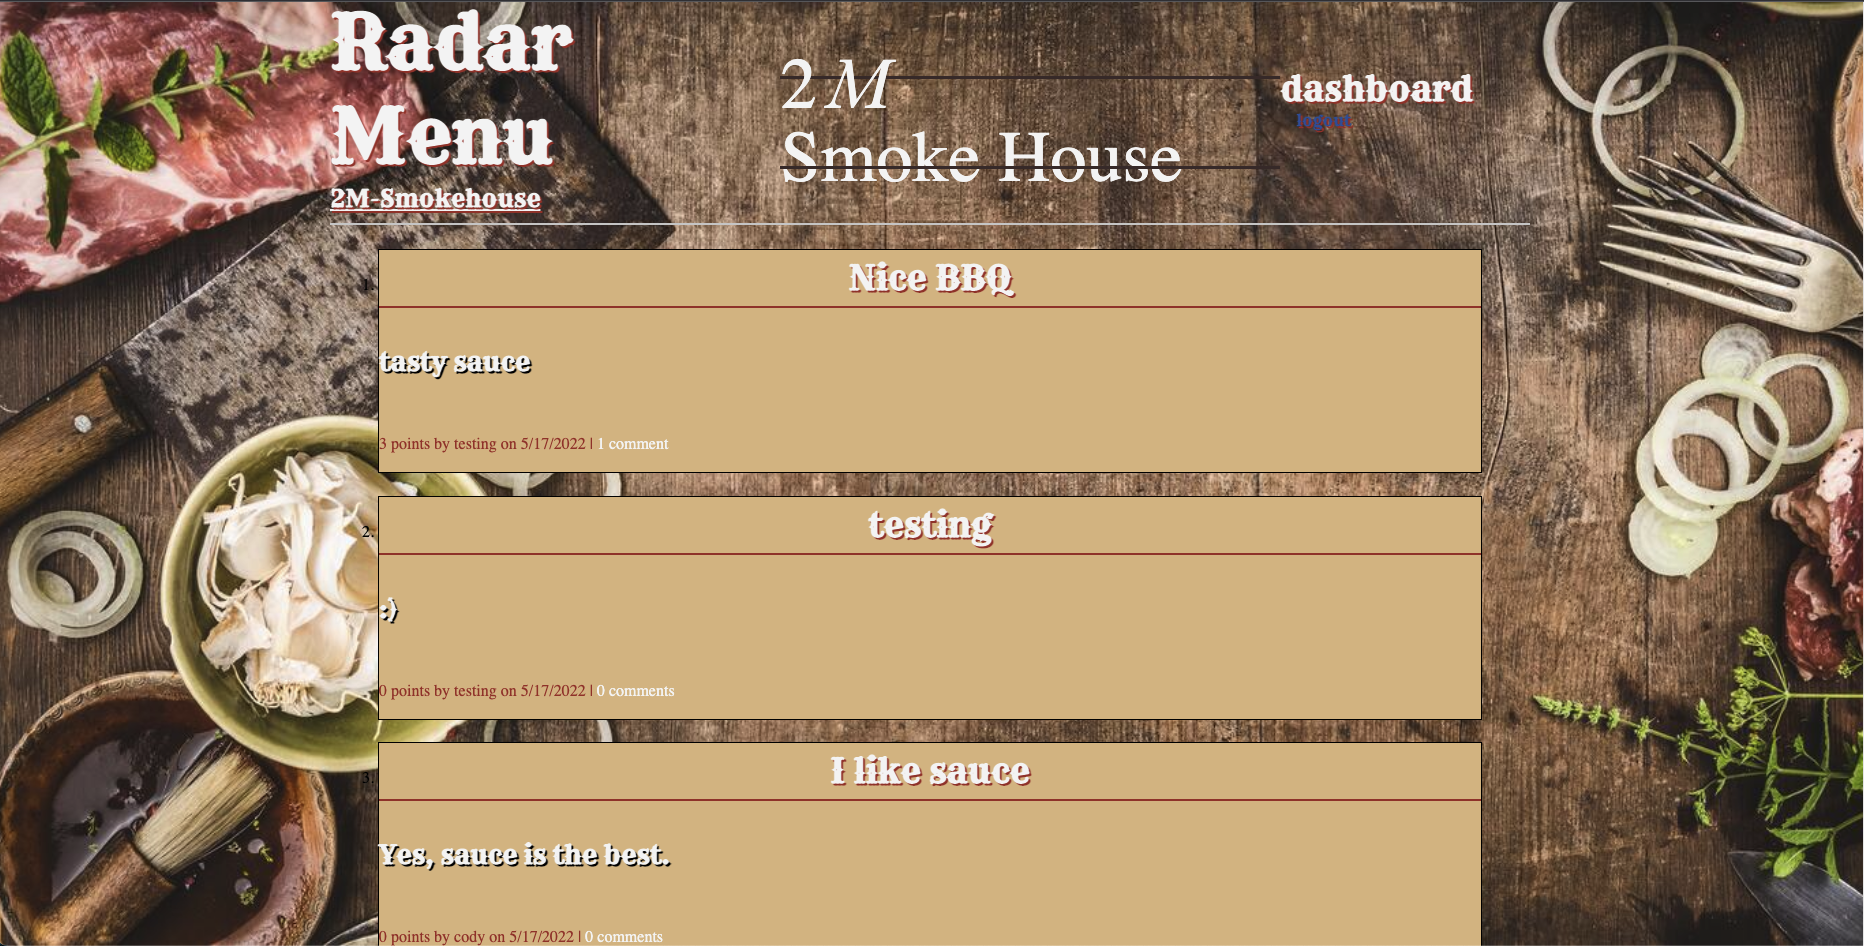 Radar
Menu
2M-Smokehouse
2 M
Smoke House
dashboard
logout
1.
Nice BBQ
tasty sauce
3 points by testing on 5/17/2022 | 1 comment
2.
testing
:)
0 points by testing on 5/17/2022 | 0 comments
3.
I like sauce
Yes, sauce is the best.
0 points by cody on 5/17/2022 | 0 comments